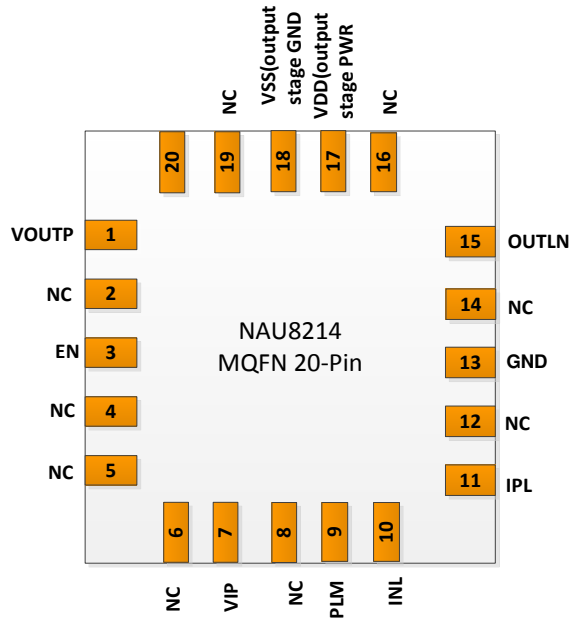 NC
VSS(output
stage GND
VDD(output
stage PWR
NC
20
19
18
17
16
VOUTP
1
15
OUTLN
NC
2
14
NC
NAU8214
MQFN 20-Pin
EN
3
13
GND
NC
4
12
NC
NC
5
11
IPL
6
7
8
9
10
NC
VIP
NC
PLM
INL